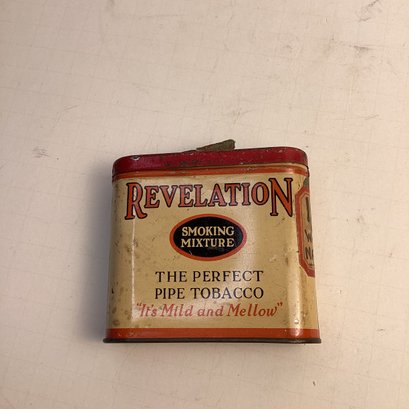 REVELATION
SMOKING
MIXTURE
THE PERFECT
PIPE TOBACCO
"It's Mild and Mellow"